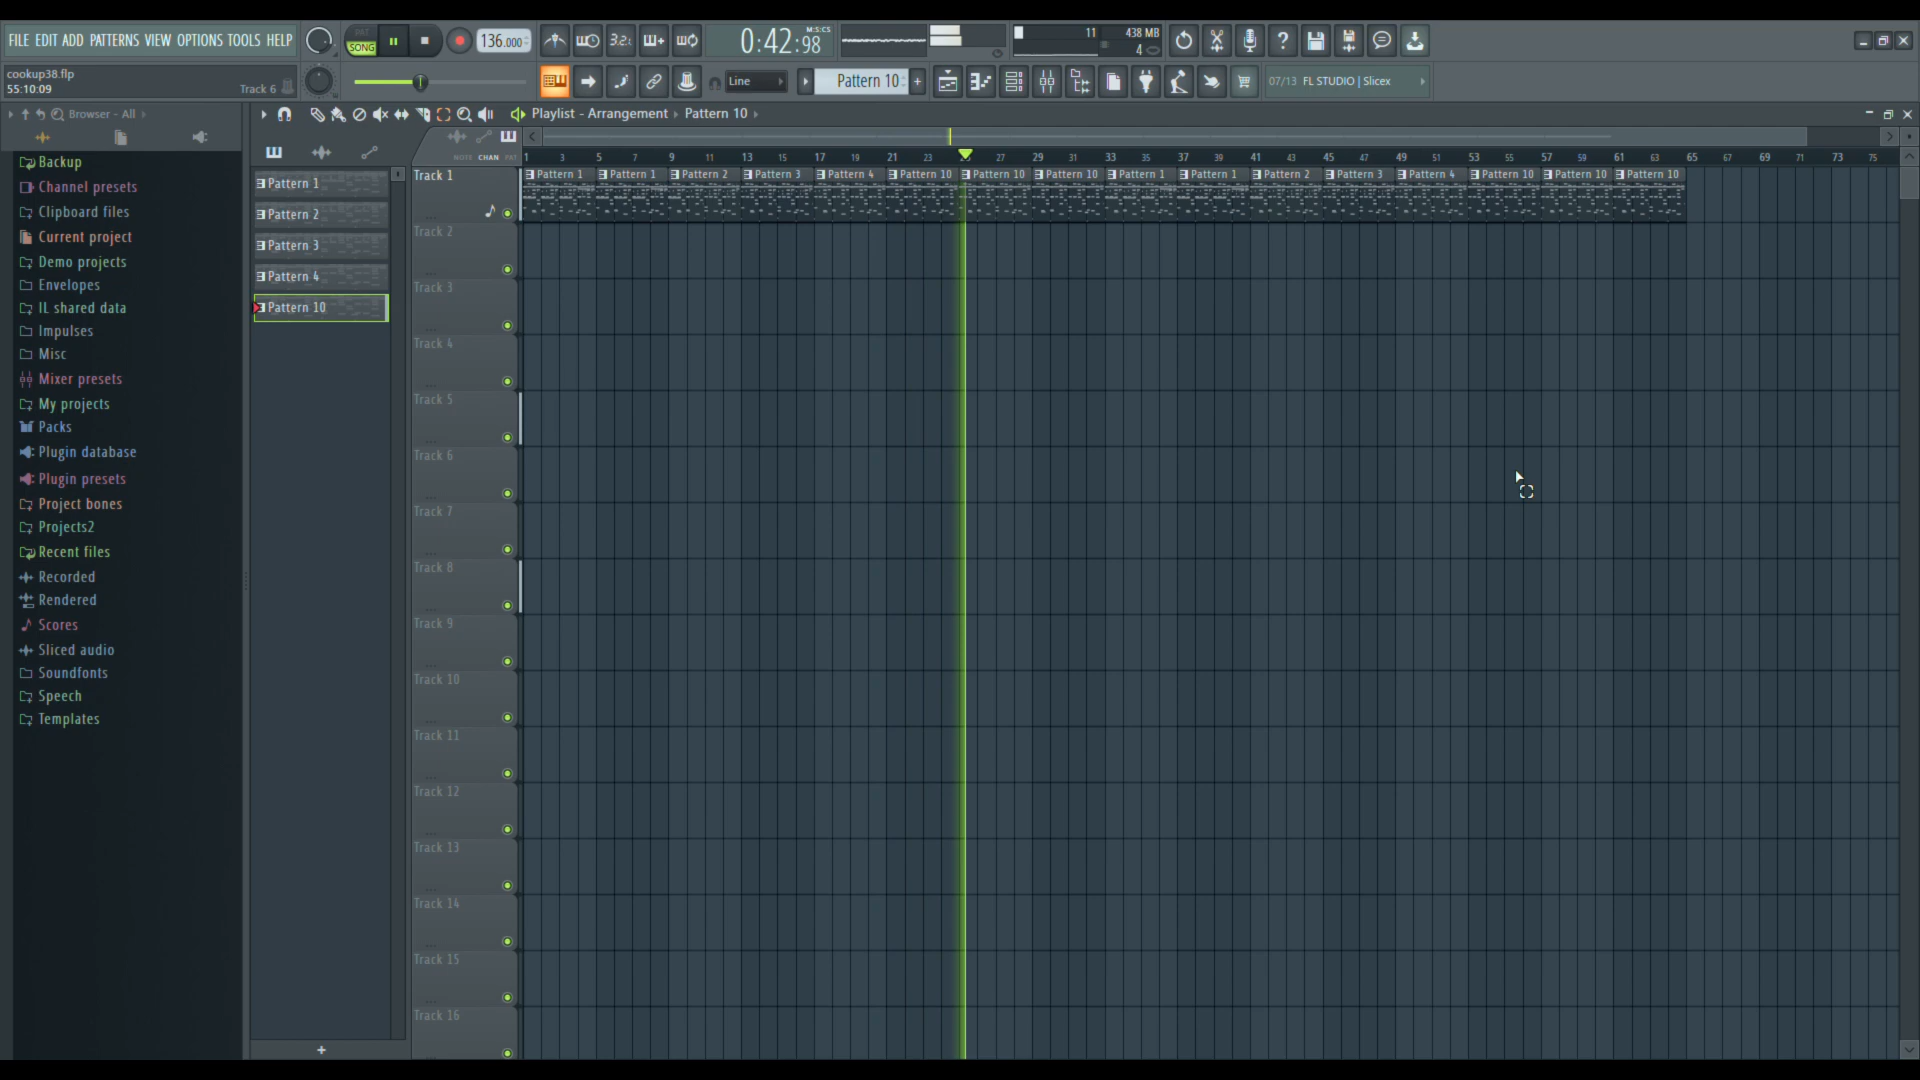 FILE EDIT ADD PATTERNS VIEW OPTIONS TOOLS HELP
PAT
SONG
136.000
3.2.
M:S:CS
0:42:98
11
438 MB
4
cookup38.flp
55:10:09
Track 6
Line
Pattern 10
+
07/13 FL STUDIO | Slicex
Browser - All
Playlist - Arrangement
Pattern 10
NOTE CHAN PAT
1 3 5 7 9 11 13 15 17 19 21 23 27 29 31 33 35 37 39 41 43 45 47 49 51 53 55 57 59 61 63 65 67 69 71 73 75
Backup
Channel presets
Clipboard files
Current project
Demo projects
Envelopes
IL shared data
Impulses
Misc
Mixer presets
My projects
Packs
Plugin database
Plugin presets
Project bones
Projects2
Recent files
Recorded
Rendered
Scores
Sliced audio
Soundfonts
Speech
Templates
Pattern 1
Pattern 2
Pattern 3
Pattern 4
Pattern 10
+
Track 1
Pattern 1 Pattern 1 Pattern 2 Pattern 3 Pattern 4 Pattern 10 Pattern 10 Pattern 10 Pattern 1 Pattern 1 Pattern 2 Pattern 3 Pattern 4 Pattern 10 Pattern 10 Pattern 10
Track 2
Track 3
Track 4
Track 5
Track 6
Track 7
Track 8
Track 9
Track 10
Track 11
Track 12
Track 13
Track 14
Track 15
Track 16